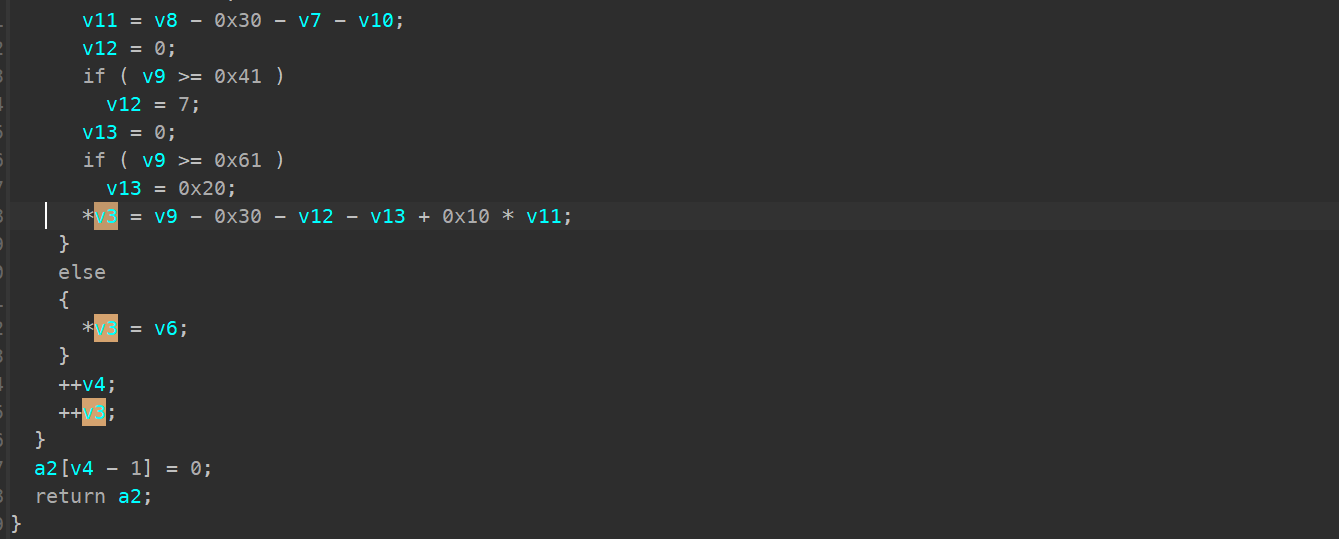 v11 = v8 - 0x30 - v7 - v10;
v12 = 0;
if ( v9 >= 0x41 )
v12 = 7;
v13 = 0;
if ( v9 >= 0x61 )
v13 = 0x20;
*v3 = v9 - 0x30 - v12 - v13 + 0x10 * v11;
}
else
{
*v3 = v6;
}
++v4;
++v3;
}
a2[v4 - 1] = 0;
return a2;
}